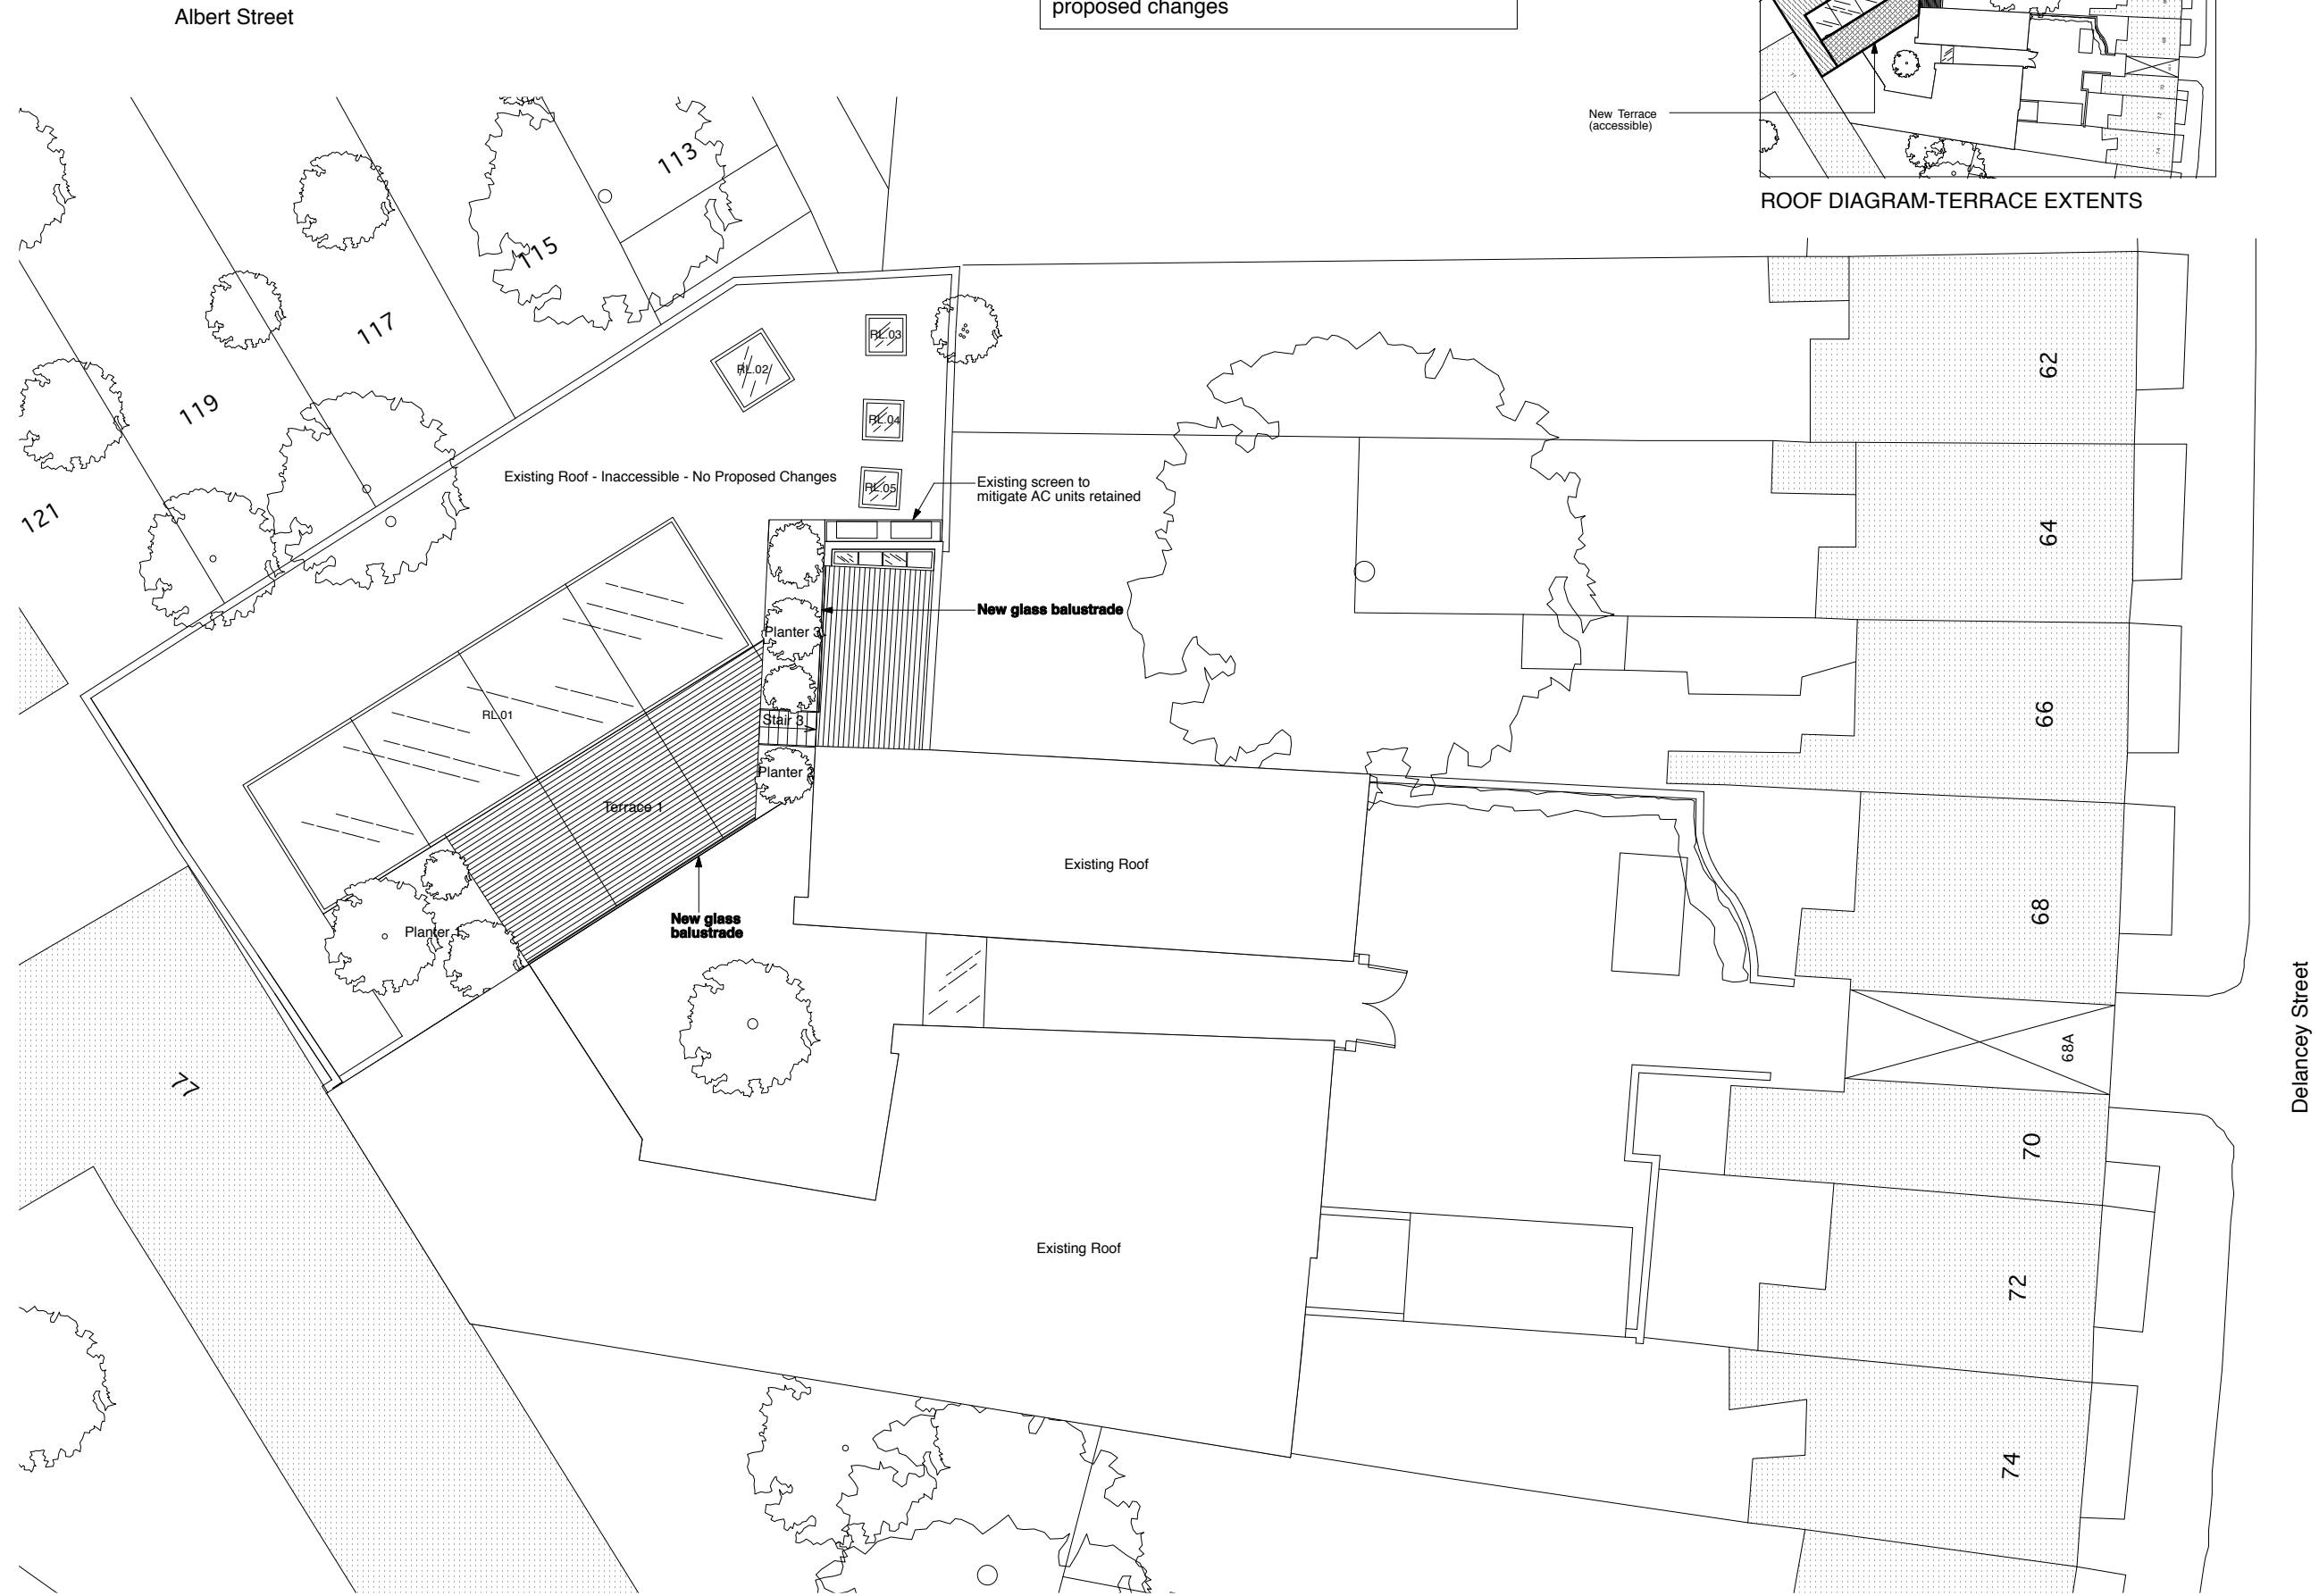 Albert Street
proposed changes
New Terrace
(accessible)
ROOF DIAGRAM-TERRACE EXTENTS
113
115
117
119
121
RL.02
RL.03
RL.04
RL.05
Existing Roof - Inaccessible - No Proposed Changes
Existing screen to
mitigate AC units retained
New glass balustrade
Planter 3
Stair 3
Planter
RL.01
Terrace 1
New glass
balustrade
Planter 1
Existing Roof
Existing Roof
77
62
64
66
68
68A
70
72
74
Delancey Street